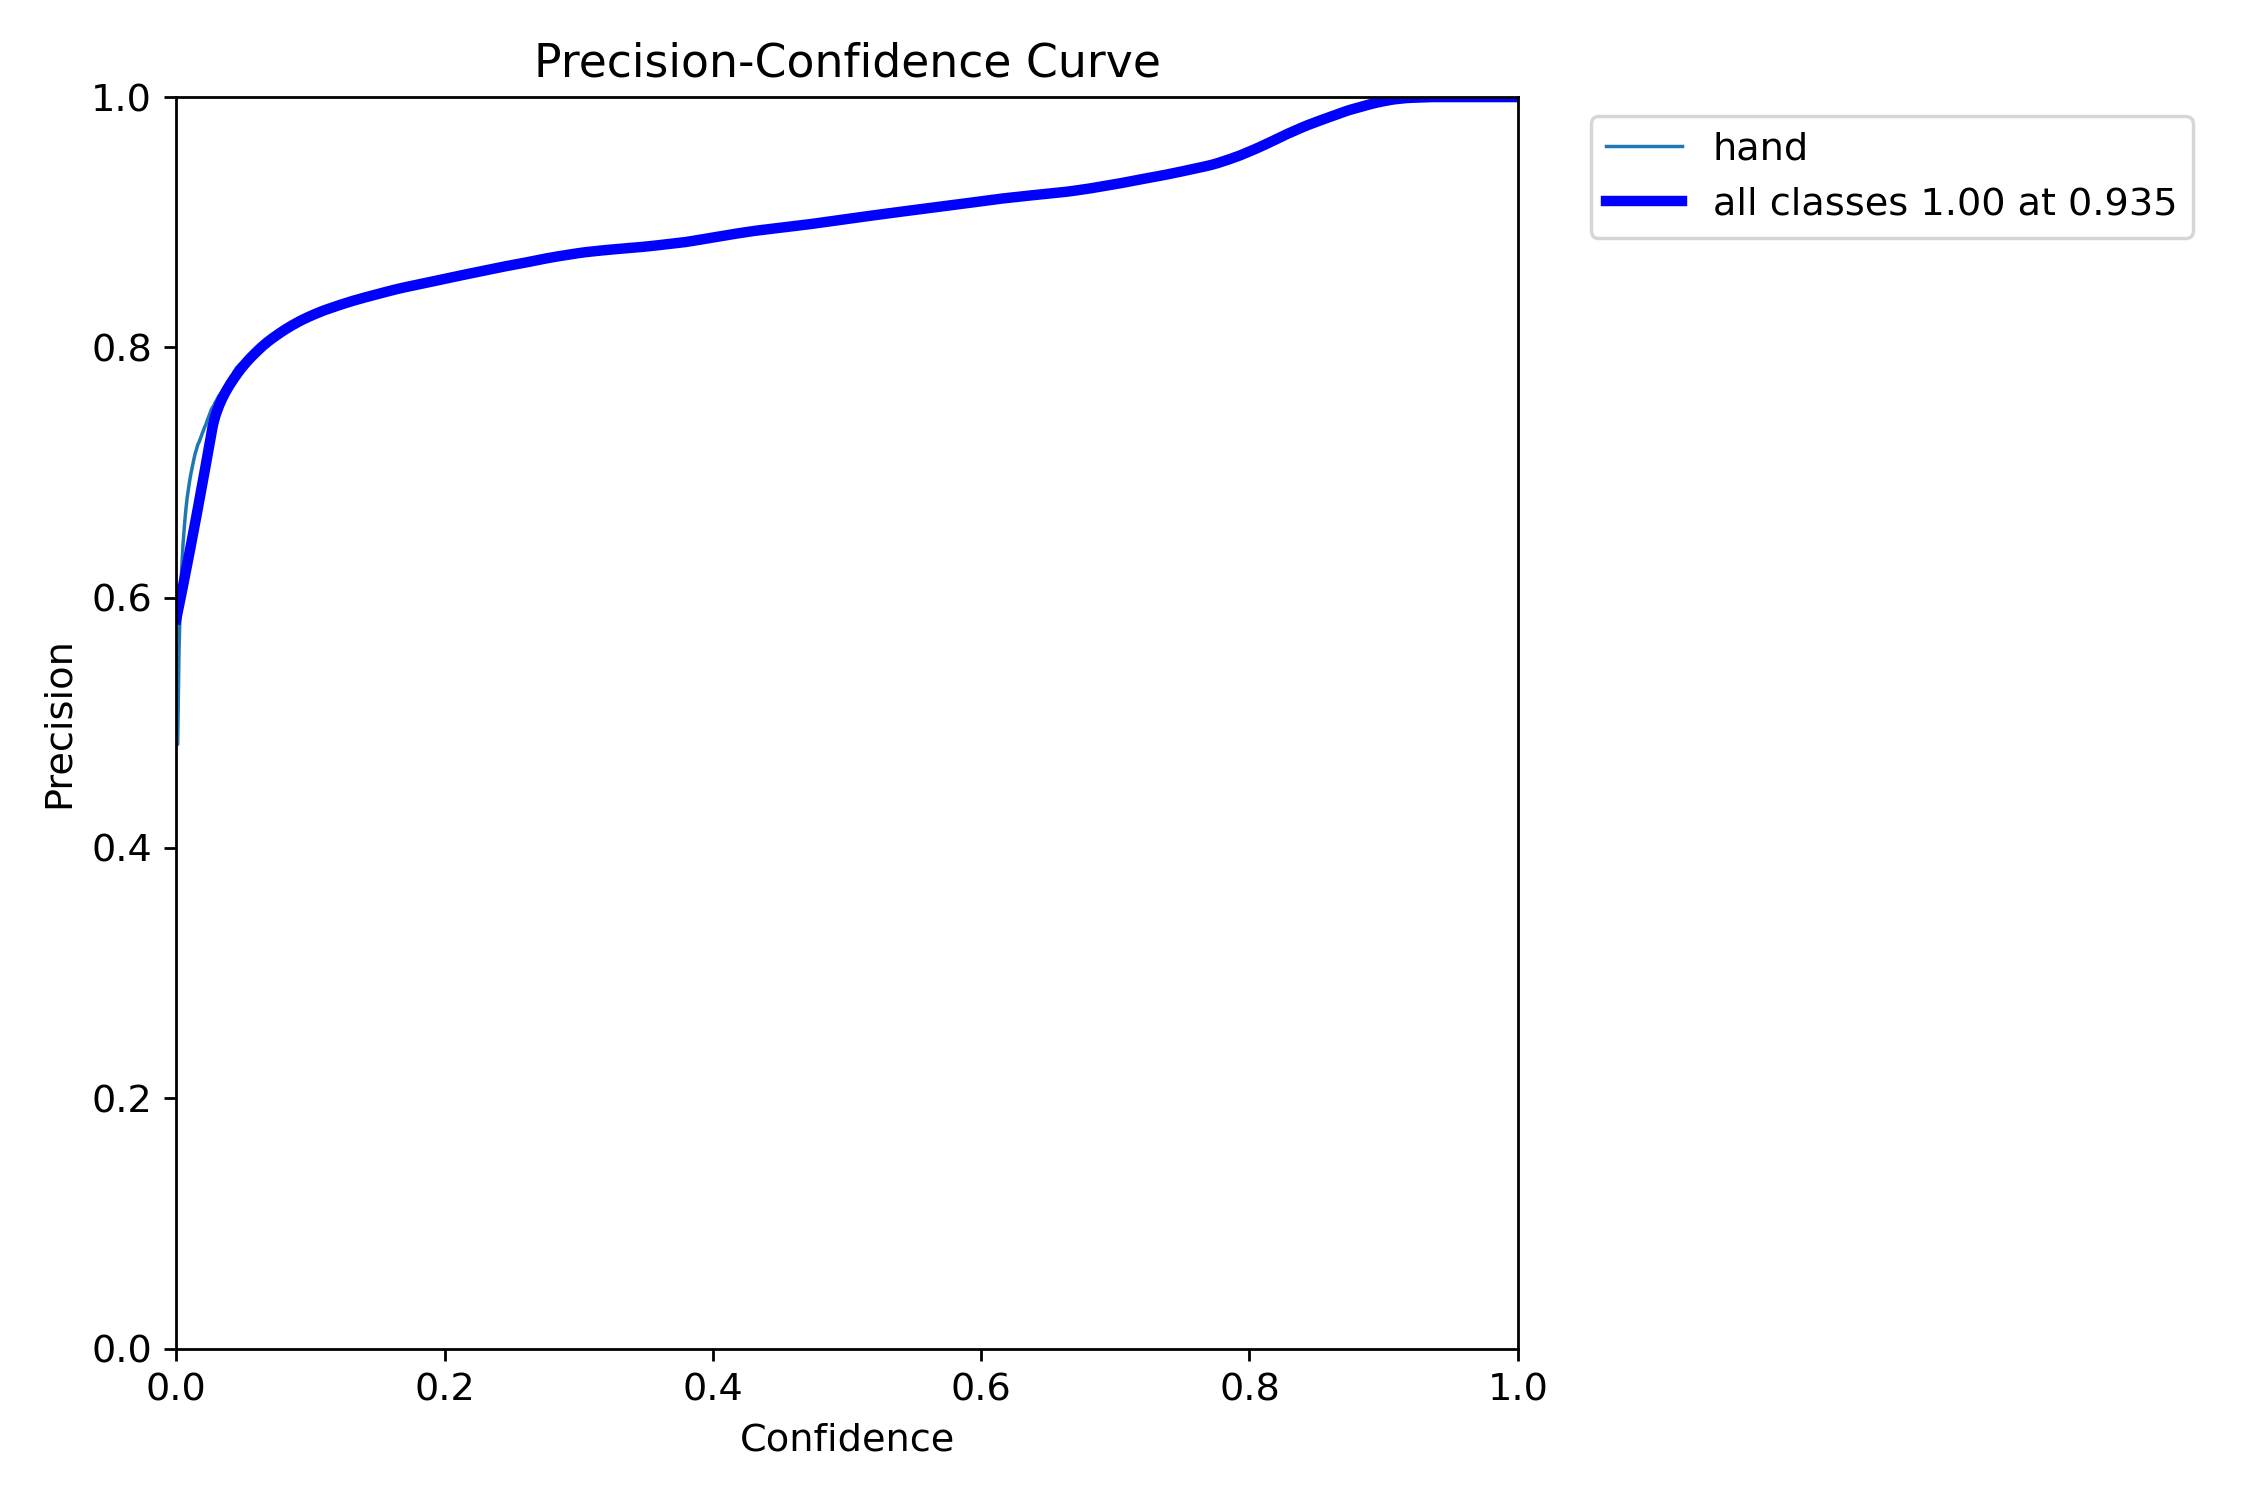 Precision-Confidence Curve
1.0
0.8
0.6
0.4
0.2
0.0
Precision
0.0 0.2 0.4 0.6 0.8 1.0
Confidence
hand
all classes 1.00 at 0.935